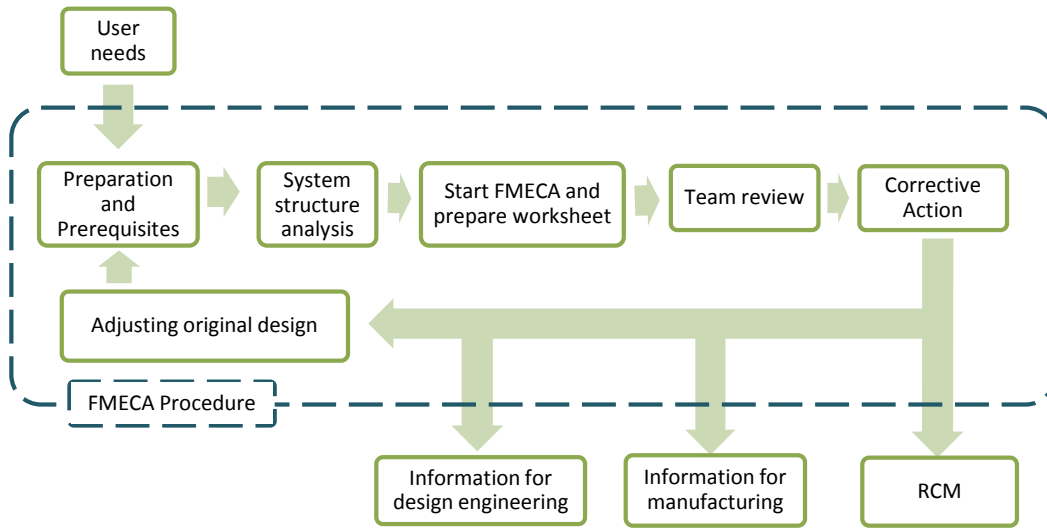 User
needs
Preparation
and
Prerequisites
System
structure
analysis
Start FMECA and
prepare worksheet
Team review
Corrective
Action
Adjusting original design
FMECA Procedure
Information for
design engineering
Information for
manufacturing
RCM